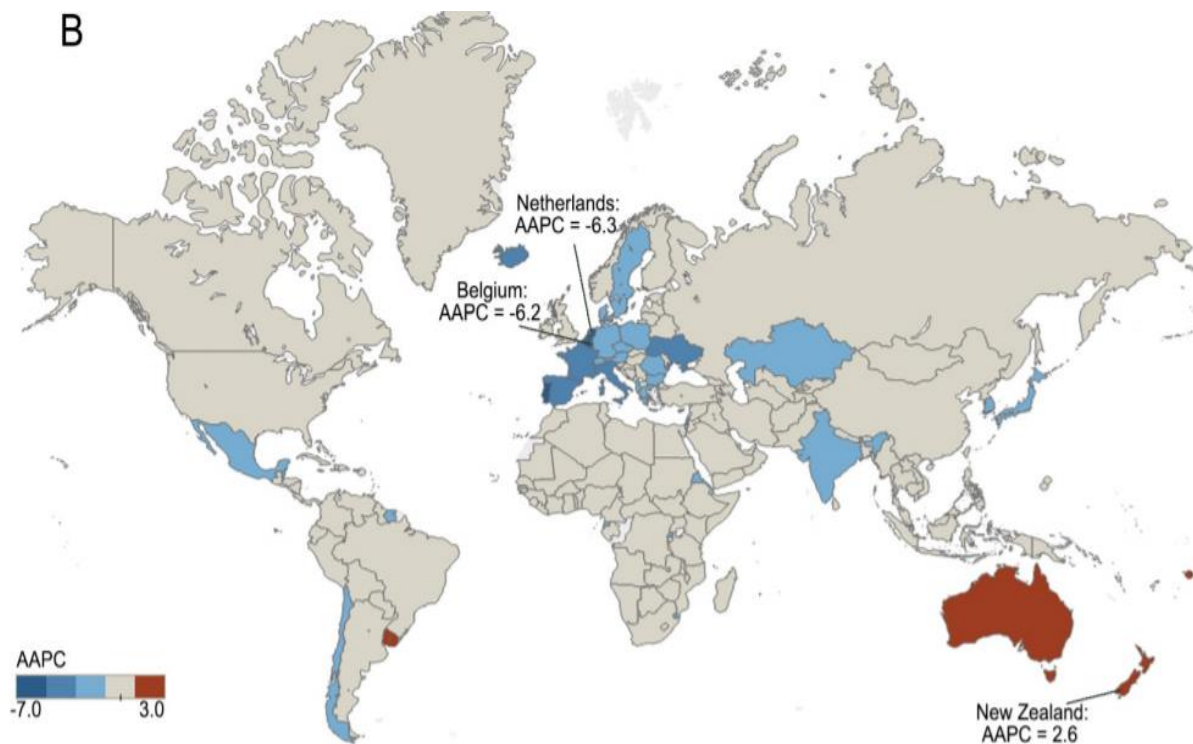 B
Netherlands:
AAPC = -6.3
Belgium:
AAPC = -6.2
AAPC
-7.0 3.0
New Zealand:
AAPC = 2.6